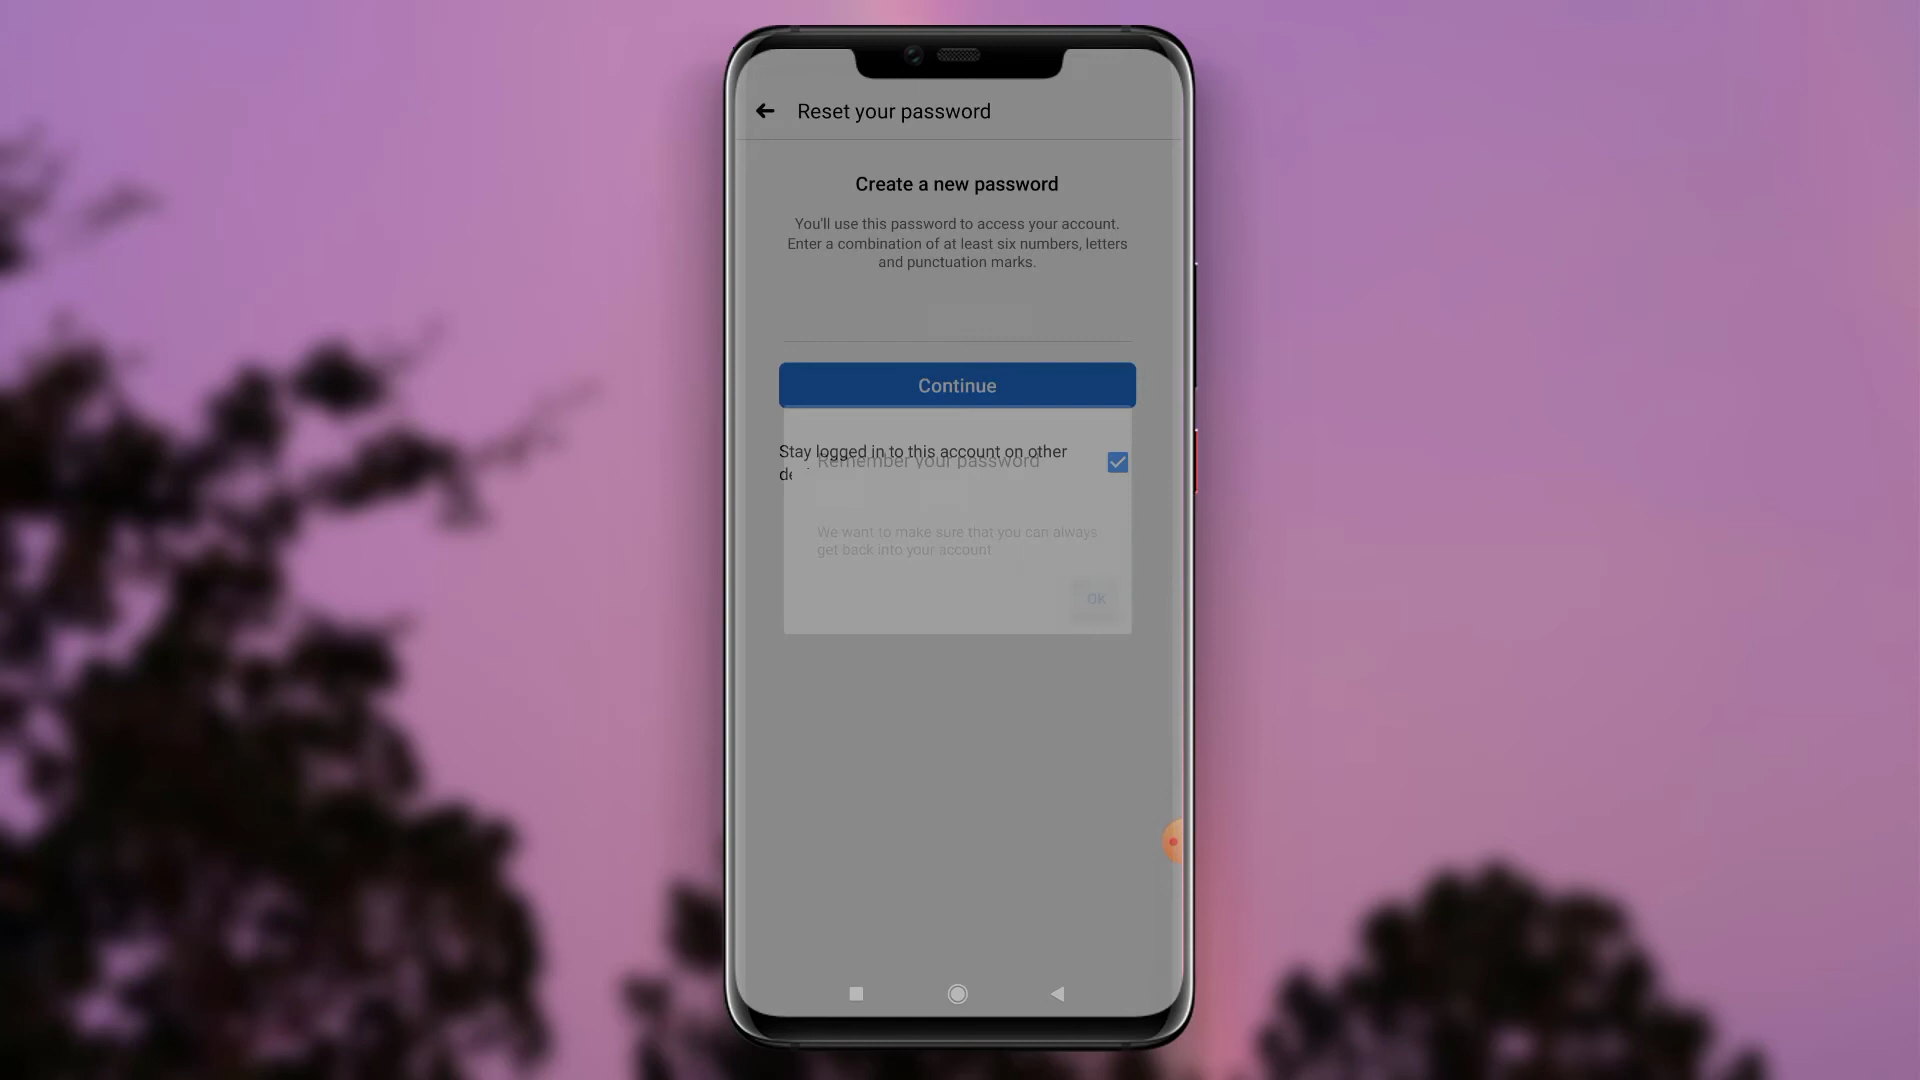 Reset your password
Create a new password
You'll use this password to access your account.
Enter a combination of at least six numbers, letters
and punctuation marks.
Continue
Stay logged in to this account on other
Remember your password
We want to make sure that you can always
get back into your account
OK